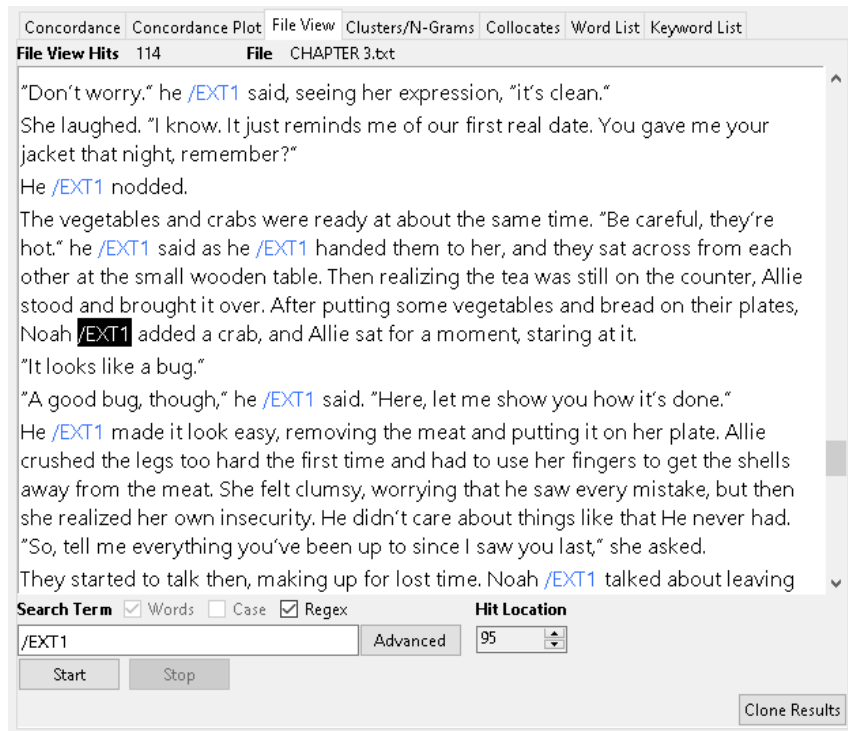 Concordance Concordance Plot File View Clusters/N-Grams Collocates Word List Keyword List
File View Hits 114 File CHAPTER 3.txt
"Don't worry." he /EXT1 said, seeing her expression, "it's clean."
She laughed. "I know. It just reminds me of our first real date. You gave me your
jacket that night, remember?"
He /EXT1 nodded.
The vegetables and crabs were ready at about the same time. "Be careful, they're
hot." he /EXT1 said as he /EXT1 handed them to her, and they sat across from each
other at the small wooden table. Then realizing the tea was still on the counter, Allie
stood and brought it over. After putting some vegetables and bread on their plates,
Noah /EXT1 added a crab, and Allie sat for a moment, staring at it.
"It looks like a bug."
"A good bug, though," he /EXT1 said. "Here, let me show you how it's done."
He /EXT1 made it look easy, removing the meat and putting it on her plate. Allie
crushed the legs too hard the first time and had to use her fingers to get the shells
away from the meat. She felt clumsy, worrying that he saw every mistake, but then
she realized her own insecurity. He didn't care about things like that He never had.
"So, tell me everything you've been up to since I saw you last," she asked.
They started to talk then, making up for lost time. Noah /EXT1 talked about leaving
Search Term Words Case Regex Hit Location
/EXT1 Advanced 95
Start Stop
Clone Results